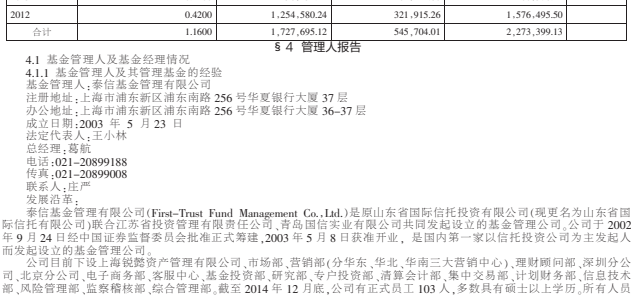 2012 0.4200 1,254,580.24 321,915.26 1,576,495.50
合计 1.1600 1,727,695.12 545,704.01 2,273,399.13
§4 管理人报告
4.1 基金管理人及基金经理情况
4.1.1 基金管理人及其管理基金的经验
基金管理人:泰信基金管理有限公司
注册地址:上海市浦东新区浦东南路 256 号华夏银行大厦 37 层
办公地址:上海市浦东新区浦东南路 256 号华夏银行大厦 36-37 层
成立日期:2003 年 5 月 23 日
法定代表人:王小林
总经理:葛航
电话:021-20899188
传真:021-20899008
联系人:庄严
发展沿革:
泰信基金管理有限公司(First-Trust Fund Management Co.,Ltd.)是原山东省国际信托投资有限公司(现更名为山东省国
际信托有限公司)联合江苏省投资管理有限责任公司、青岛国信实业有限公司共同发起设立的基金管理公司。公司于 2002
年 9 月 24 日经中国证券监督委员会批准正式筹建,2003 年 5 月 8 日获准开业, 是国内第一家以信托投资公司为主发起人
而发起设立的基金管理公司。
公司目前下设上海锐懿资产管理有限公司、市场部、营销部(分华东、华北、华南三大营销中心)、理财顾问部、深圳分公
司、北京分公司、电子商务部、客服中心、基金投资部、研究部、专户投资部、清算会计部、集中交易部、计划财务部、信息技术
部、风险管理部、监察稽核部、综合管理部。截至 2014 年 12 月底,公司有正式员工 103 人,多数具有硕士以上学历。所有人员